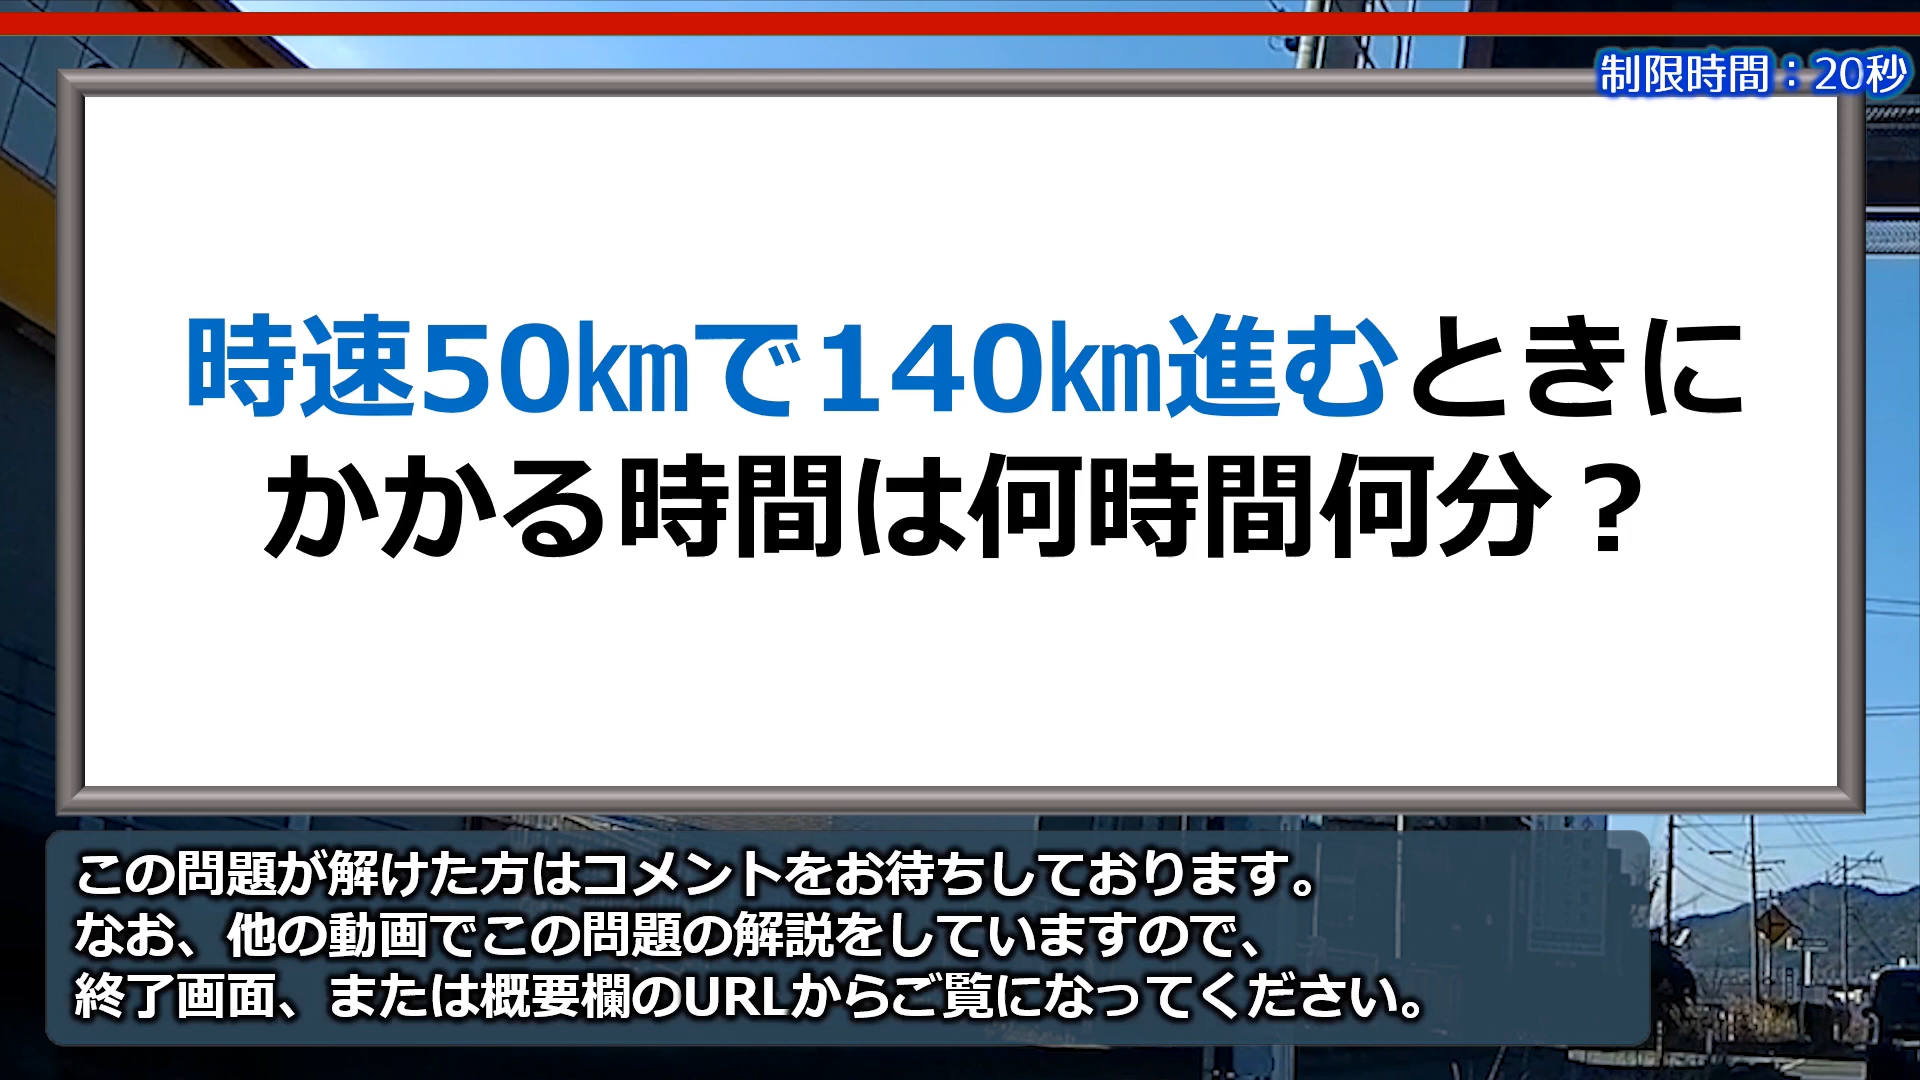 制限時間：20秒
時速50㎞で140㎞進むときに
かかる時間は何時間何分？
この問題が解けた方はコメントをお待ちしております。
なお、他の動画でこの問題の解説をしていますので、
終了画面、または概要欄のURLからご覧になってください。